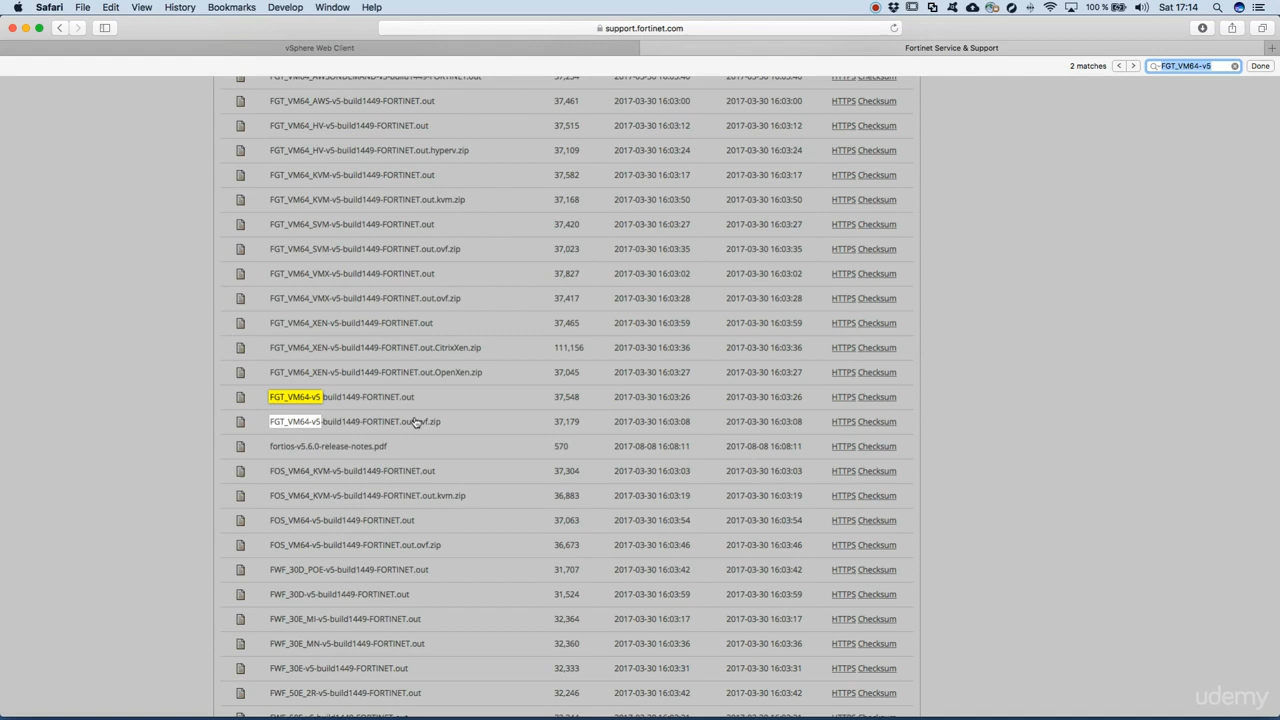 Safari File Edit View History Bookmarks Develop Window Help 100 % Sat 17:14
support.fortinet.com
vSphere Web Client Fortinet Service & Support
2 matches FGT_VM64-v5 Done
FGT_VM64_AWSONDEMAND-v5-build1449-FORTINET.out 37,254 2017-03-30 16:03:46 2017-03-30 16:03:46 HTTPS Checksum
FGT_VM64_AWS-v5-build1449-FORTINET.out 37,461 2017-03-30 16:03:00 2017-03-30 16:03:00 HTTPS Checksum
FGT_VM64_HV-v5-build1449-FORTINET.out 37,515 2017-03-30 16:03:12 2017-03-30 16:03:12 HTTPS Checksum
FGT_VM64_HV-v5-build1449-FORTINET.out.hyperv.zip 37,109 2017-03-30 16:03:24 2017-03-30 16:03:24 HTTPS Checksum
FGT_VM64_KVM-v5-build1449-FORTINET.out 37,582 2017-03-30 16:03:17 2017-03-30 16:03:17 HTTPS Checksum
FGT_VM64_KVM-v5-build1449-FORTINET.out.kvm.zip 37,168 2017-03-30 16:03:50 2017-03-30 16:03:50 HTTPS Checksum
FGT_VM64_SVM-v5-build1449-FORTINET.out 37,420 2017-03-30 16:03:27 2017-03-30 16:03:27 HTTPS Checksum
FGT_VM64_SVM-v5-build1449-FORTINET.out.ovf.zip 37,023 2017-03-30 16:03:35 2017-03-30 16:03:35 HTTPS Checksum
FGT_VM64_VMX-v5-build1449-FORTINET.out 37,827 2017-03-30 16:03:02 2017-03-30 16:03:02 HTTPS Checksum
FGT_VM64_VMX-v5-build1449-FORTINET.out.ovf.zip 37,417 2017-03-30 16:03:28 2017-03-30 16:03:28 HTTPS Checksum
FGT_VM64_XEN-v5-build1449-FORTINET.out 37,465 2017-03-30 16:03:59 2017-03-30 16:03:59 HTTPS Checksum
FGT_VM64_XEN-v5-build1449-FORTINET.out.CitrixXen.zip 111,156 2017-03-30 16:03:36 2017-03-30 16:03:36 HTTPS Checksum
FGT_VM64_XEN-v5-build1449-FORTINET.out.OpenXen.zip 37,045 2017-03-30 16:03:27 2017-03-30 16:03:27 HTTPS Checksum
FGT_VM64-v5-build1449-FORTINET.out 37,548 2017-03-30 16:03:26 2017-03-30 16:03:26 HTTPS Checksum
FGT_VM64-v5-build1449-FORTINET.out.ovf.zip 37,179 2017-03-30 16:03:08 2017-03-30 16:03:08 HTTPS Checksum
fortios-v5.6.0-release-notes.pdf 570 2017-08-08 16:08:11 2017-08-08 16:08:11 HTTPS Checksum
FOS_VM64_KVM-v5-build1449-FORTINET.out 37,304 2017-03-30 16:03:03 2017-03-30 16:03:03 HTTPS Checksum
FOS_VM64_KVM-v5-build1449-FORTINET.out.kvm.zip 36,883 2017-03-30 16:03:19 2017-03-30 16:03:19 HTTPS Checksum
FOS_VM64-v5-build1449-FORTINET.out 37,063 2017-03-30 16:03:54 2017-03-30 16:03:54 HTTPS Checksum
FOS_VM64-v5-build1449-FORTINET.out.ovf.zip 36,673 2017-03-30 16:03:46 2017-03-30 16:03:46 HTTPS Checksum
FWF_30D_POE-v5-build1449-FORTINET.out 31,707 2017-03-30 16:03:42 2017-03-30 16:03:42 HTTPS Checksum
FWF_30D-v5-build1449-FORTINET.out 31,524 2017-03-30 16:03:59 2017-03-30 16:03:59 HTTPS Checksum
FWF_30E_MI-v5-build1449-FORTINET.out 32,364 2017-03-30 16:03:17 2017-03-30 16:03:17 HTTPS Checksum
FWF_30E_MN-v5-build1449-FORTINET.out 32,360 2017-03-30 16:03:44 2017-03-30 16:03:44 HTTPS Checksum
FWF_30E-v5-build1449-FORTINET.out 32,333 2017-03-30 16:03:31 2017-03-30 16:03:31 HTTPS Checksum
FWF_50E_2R-v5-build1449-FORTINET.out 32,246 2017-03-30 16:03:42 2017-03-30 16:03:42 HTTPS Checksum
udemy